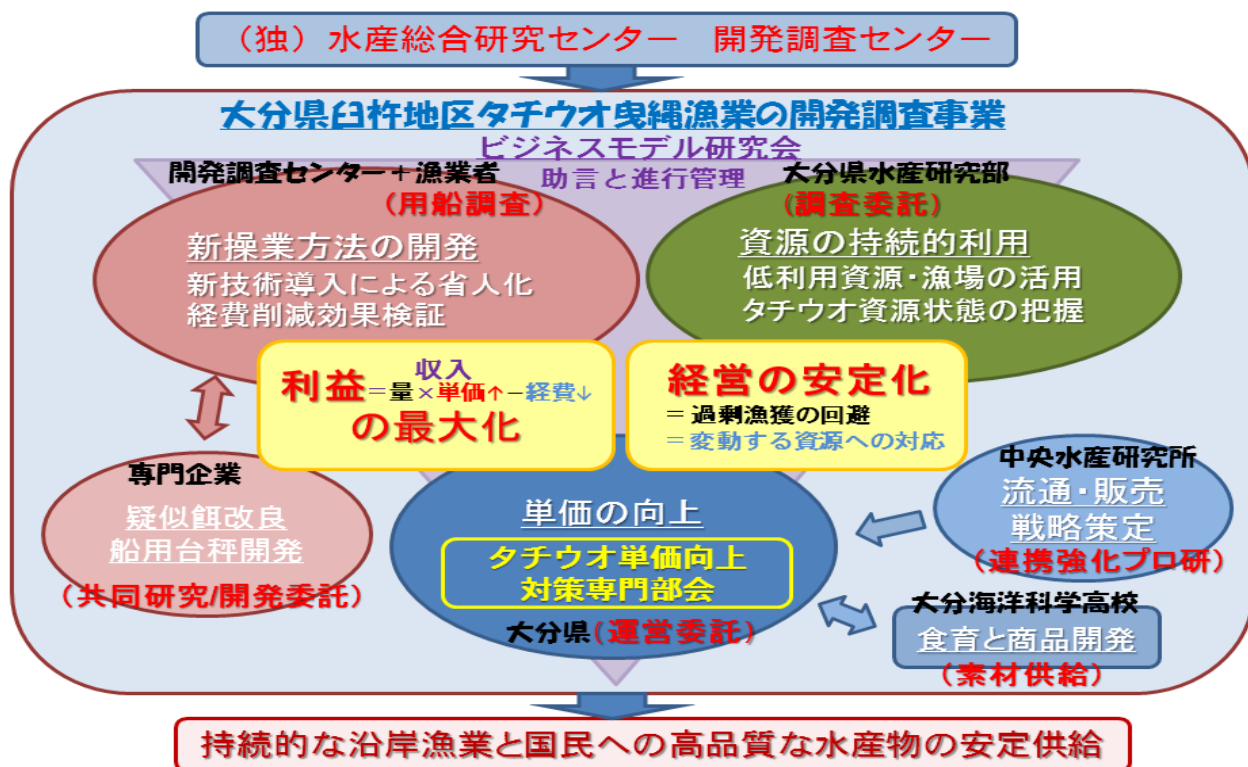 （独）水産総合研究センター　開発調査センター
大分県臼杵地区タチウオ曳縄漁業の開発調査事業
ビジネスモデル研究会
助言と進行管理
開発調査センター＋漁業者
（用船調査）
新操業方法の開発
新技術導入による省人化
経費削減効果検証
大分県水産研究部
（調査委託）
資源の持続的利用
低利用資源・漁場の活用
タチウオ資源状態の把握
収入
利益＝量×単価↑－経費↓
の最大化
経営の安定化
＝過剰漁獲の回避
＝変動する資源への対応
専門企業
疑似餌改良
船用台秤開発
（共同研究/開発委託）
単価の向上
タチウオ単価向上
対策専門部会
大分県（運営委託）
中央水産研究所
流通・販売
戦略策定
（連携強化プロ研）
大分海洋科学高校
食育と商品開発
（素材供給）
持続的な沿岸漁業と国民への高品質な水産物の安定供給